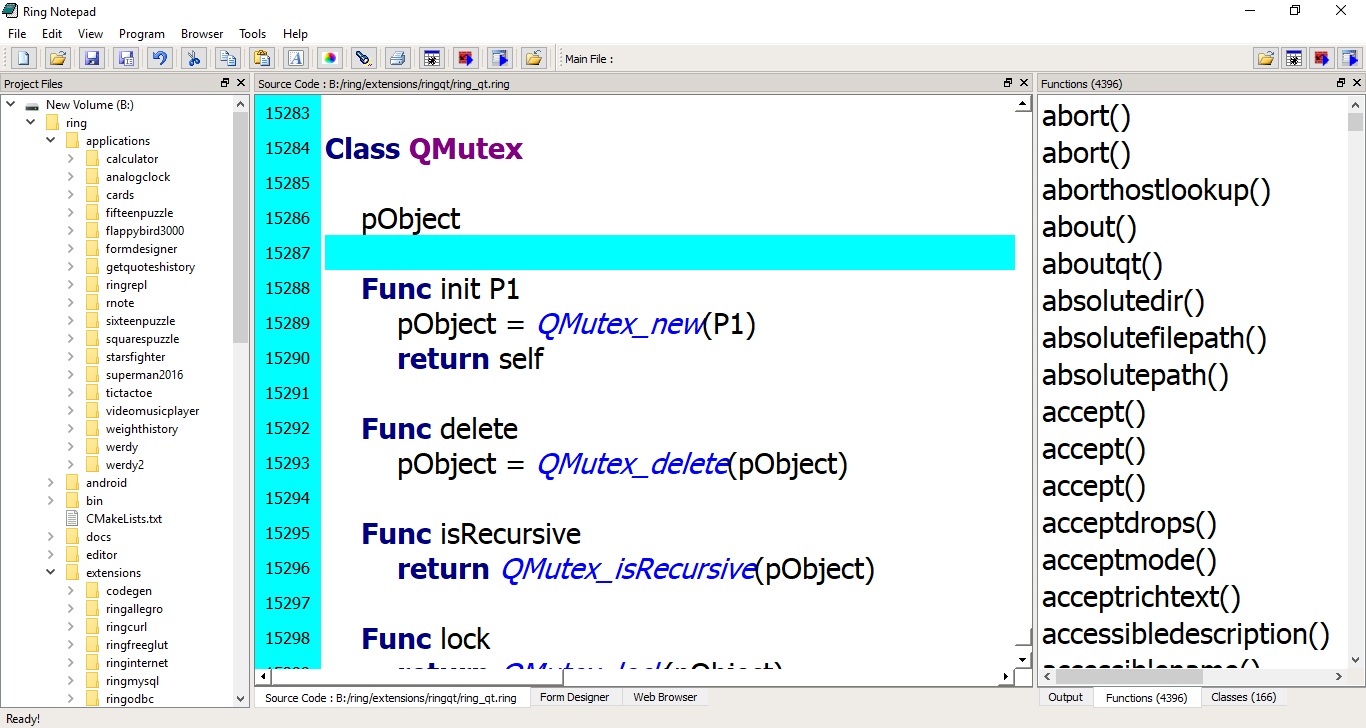 Ring Notepad
File Edit View Program Browser Tools Help
Main File :
Project Files
New Volume (B:)
ring
applications
calculator
analogclock
cards
fifteenpuzzle
flappybird3000
formdesigner
getquoteshistory
ringrepl
rnote
sixteenpuzzle
squarespuzzle
starsfighter
superman2016
tictactoe
videomusicplayer
weighthistory
werdy
werdy2
android
bin
CMakeLists.txt
docs
editor
extensions
codegen
ringallegro
ringcurl
ringfreeglut
ringinternet
ringmysql
ringodbc
Source Code : B:/ring/extensions/ringqt/ring_qt.ring
15283
15284 Class QMutex
15285
15286 pObject
15287
15288 Func init P1
15289 pObject = QMutex_new(P1)
15290 return self
15291
15292 Func delete
15293 pObject = QMutex_delete(pObject)
15294
15295 Func isRecursive
15296 return QMutex_isRecursive(pObject)
15297
15298 Func lock
15299 return QMutex_lock(pObject)
Source Code : B:/ring/extensions/ringqt/ring_qt.ring Form Designer Web Browser
Functions (4396)
abort()
abort()
aborthostlookup()
about()
aboutqt()
absolutedir()
absolutefilepath()
absolutepath()
accept()
accept()
accept()
acceptdrops()
acceptmode()
acceptrichtext()
accessibledescription()
accessiblename()
Output Functions (4396) Classes (166)
Ready!